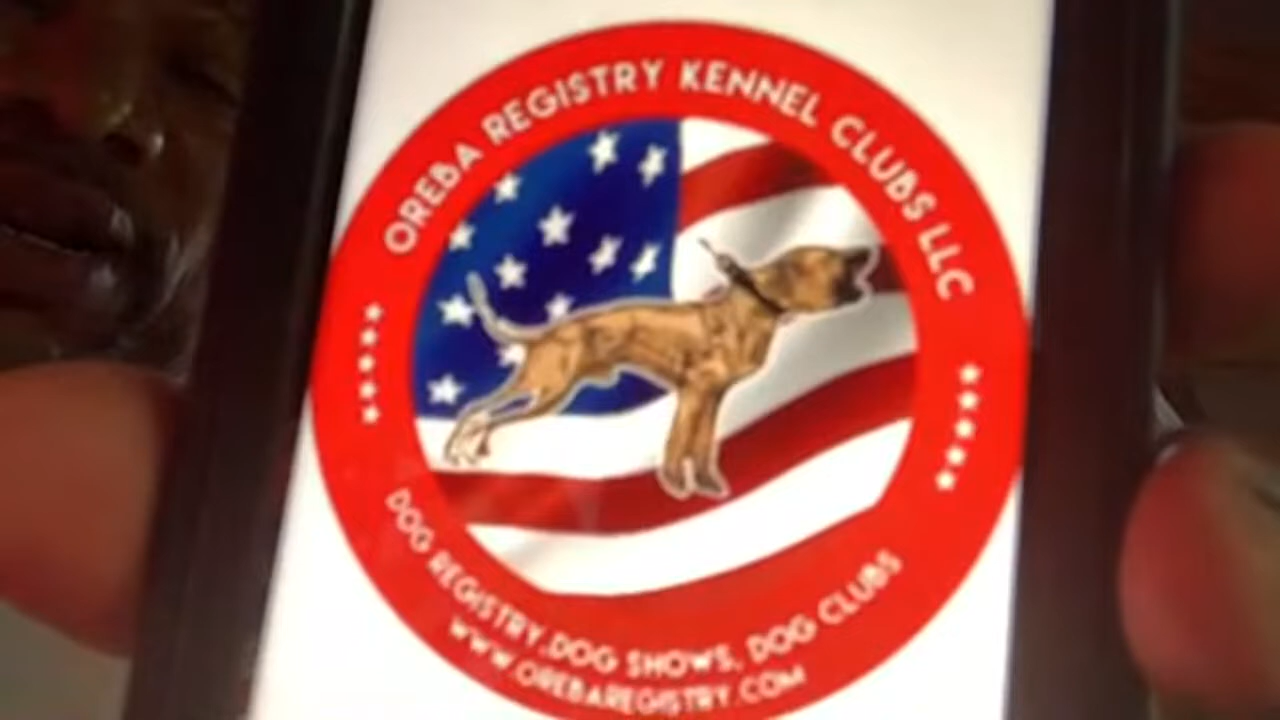 OREBA REGISTRY KENNEL CLUBS LLC
DOG REGISTRY, DOG SHOWS, DOG CLUBS
WWW.OREBAREGISTRY.COM